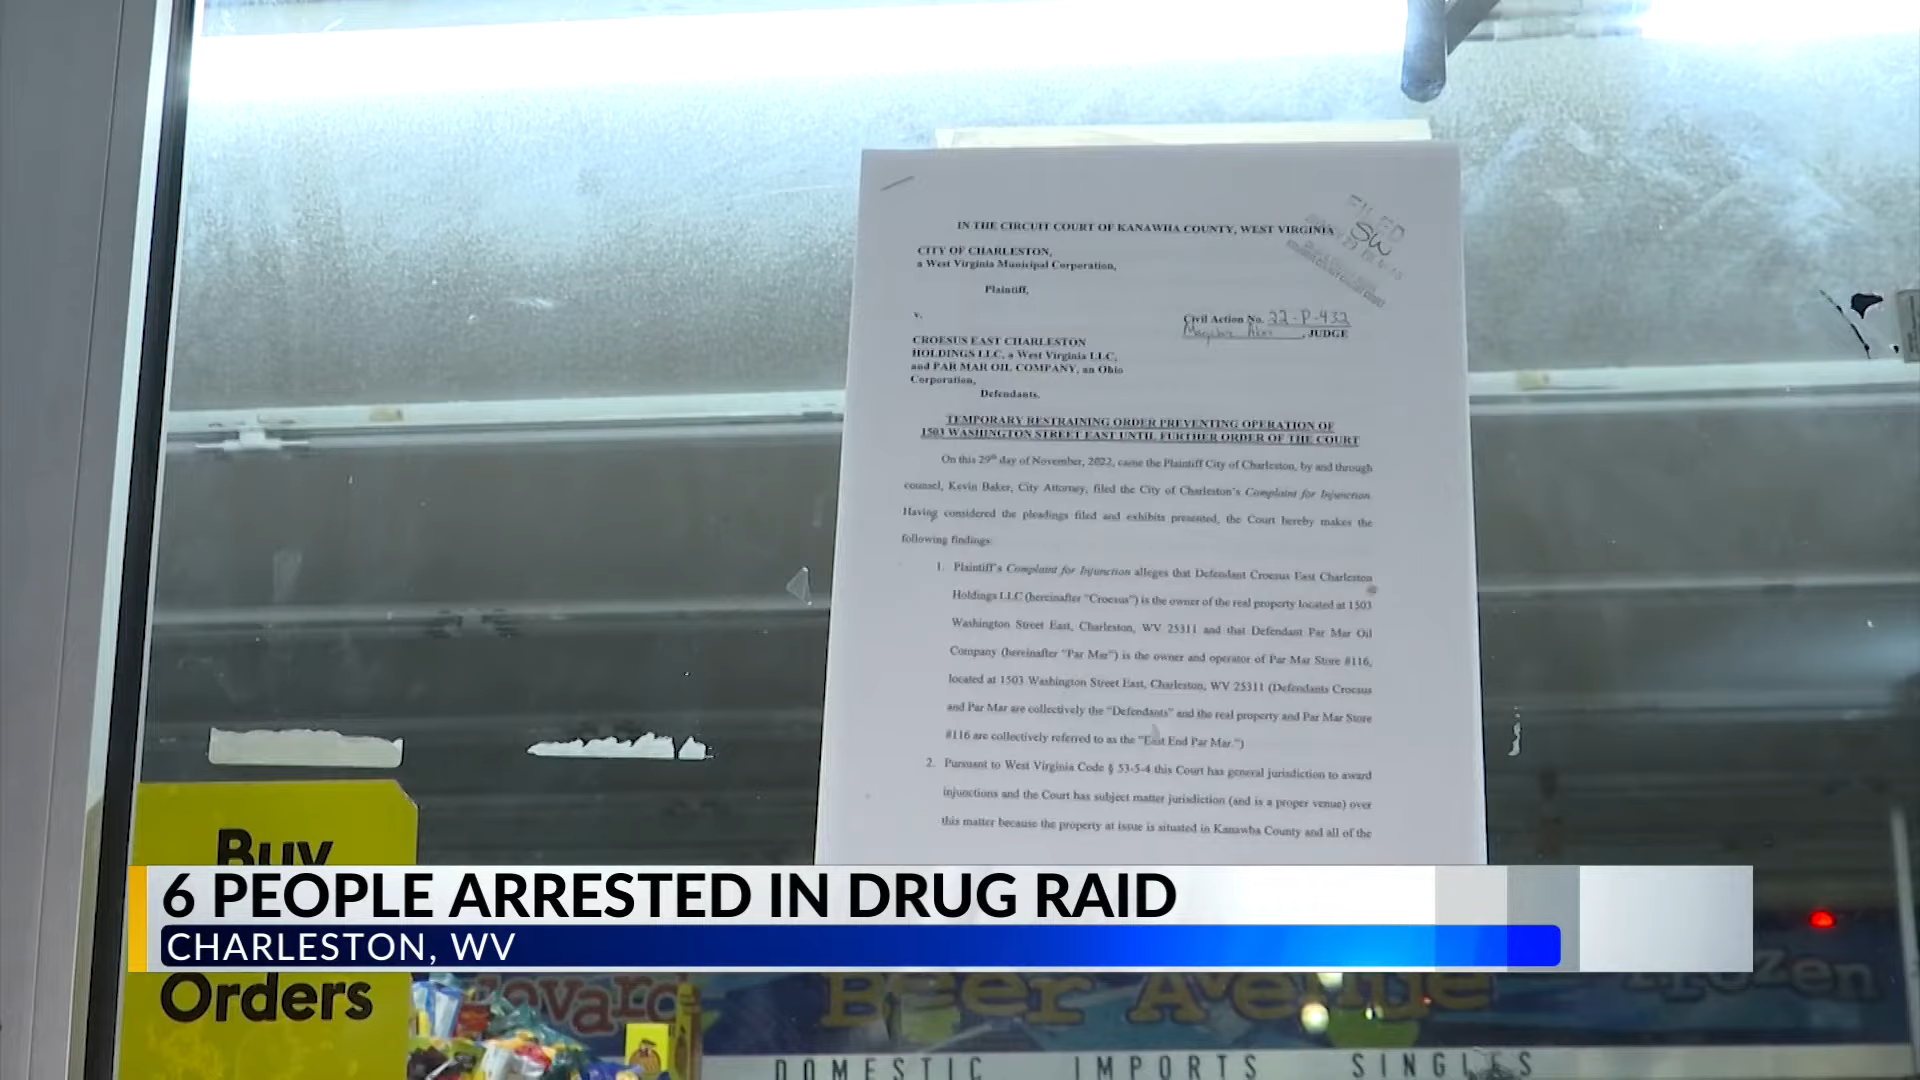 FILED
SW
IN THE CIRCUIT COURT OF KANAWHA COUNTY, WEST VIRGINIA
CITY OF CHARLESTON,
a West Virginia Municipal Corporation,
Plaintiff,
v.
Civil Action No. 22-P-432
, JUDGE
CROESUS EAST CHARLESTON
HOLDINGS LLC, a West Virginia LLC,
and PAR MAR OIL COMPANY, an Ohio
Corporation,
Defendants.
TEMPORARY RESTRAINING ORDER PREVENTING OPERATION OF
1503 WASHINGTON STREET EAST UNTIL FURTHER ORDER OF THE COURT
On this 29th day of November, 2022, came the Plaintiff City of Charleston, by and through
counsel, Kevin Baker, City Attorney, filed the City of Charleston's Complaint for Injunction.
Having considered the pleadings filed and exhibits presented, the Court hereby makes the
following findings:
1. Plaintiff's Complaint for Injunction alleges that Defendant Croesus East Charleston
Holdings LLC (hereinafter "Croesus") is the owner of the real property located at 1503
Washington Street East, Charleston, WV 25311 and that Defendant Par Mar Oil
Company (hereinafter "Par Mar") is the owner and operator of Par Mar Store #116,
located at 1503 Washington Street East, Charleston, WV 25311 (Defendants Croesus
and Par Mar are collectively the "Defendants" and the real property and Par Mar Store
#116 are collectively referred to as the "East End Par Mar.")
2. Pursuant to West Virginia Code § 53-5-4 this Court has general jurisdiction to award
injunctions and the Court has subject matter jurisdiction (and is a proper venue) over
this matter because the property at issue is situated in Kanawha County and all of the
Buy
6 PEOPLE ARRESTED IN DRUG RAID
CHARLESTON, WV
Orders
Beer Avenue
Frozen
DOMESTIC IMPORTS SINGLES